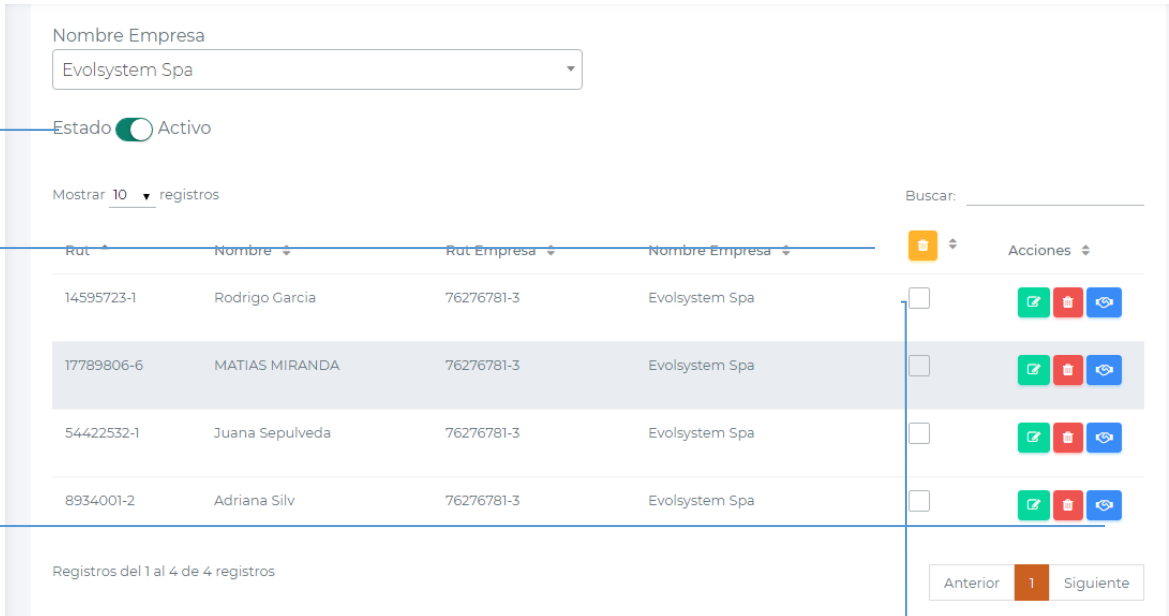 Nombre Empresa
Evolsystem Spa
Estado Activo
Mostrar 10 registros Buscar:
Rut Nombre Rut Empresa Nombre Empresa Acciones
14595723-1 Rodrigo Garcia 76276781-3 Evolsystem Spa
17789806-6 MATIAS MIRANDA 76276781-3 Evolsystem Spa
54422532-1 Juana Sepulveda 76276781-3 Evolsystem Spa
8934001-2 Adriana Silv 76276781-3 Evolsystem Spa
Registros del 1 al 4 de 4 registros
Anterior 1 Siguiente